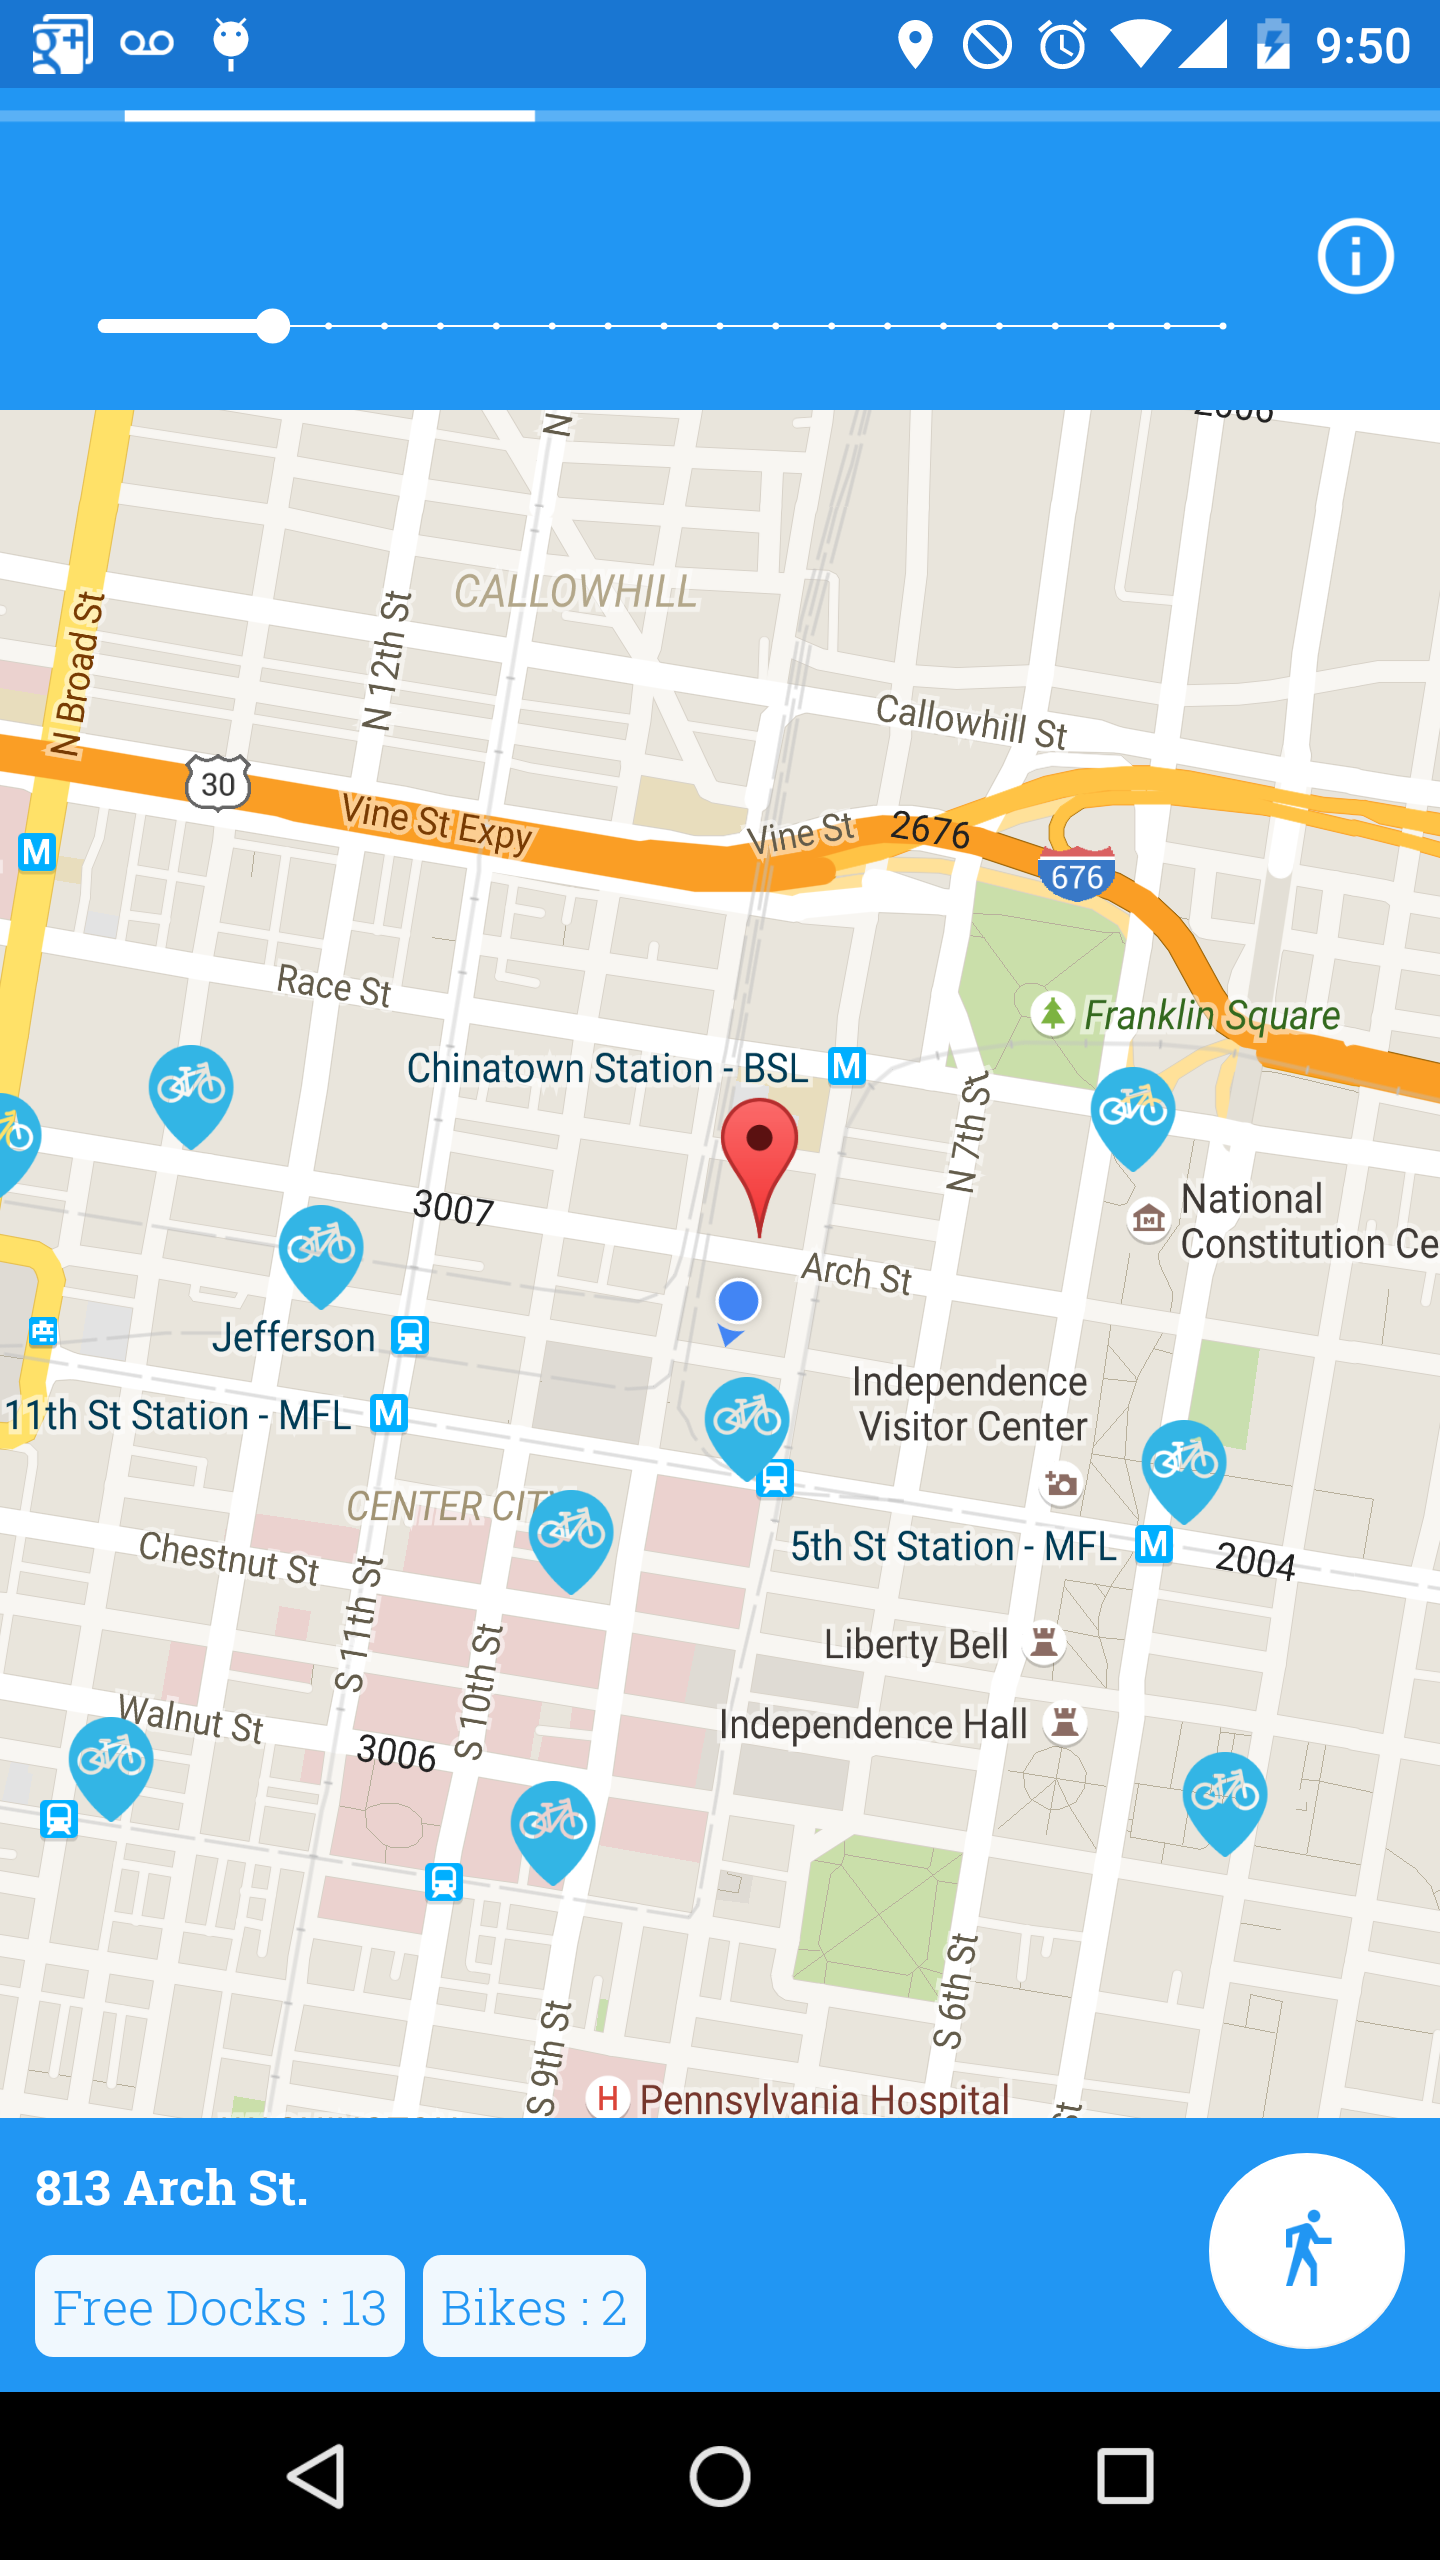 9:50
N
CALLOWHILL
N Broad St
N 12th St
Callowhill St
30
Vine St Expy
Vine St
2676
676
M
Race St
Franklin Square
Chinatown Station - BSL
M
N 7th St
National
Constitution Ce
3007
Arch St
Jefferson
Independence
Visitor Center
11th St Station - MFL
M
CENTER CITY
Chestnut St
5th St Station - MFL
M
2004
S 11th St
S 10th St
Liberty Bell
Independence Hall
Walnut St
3006
S 6th St
S 9th St
H
Pennsylvania Hospital
St
813 Arch St.
Free Docks : 13
Bikes : 2